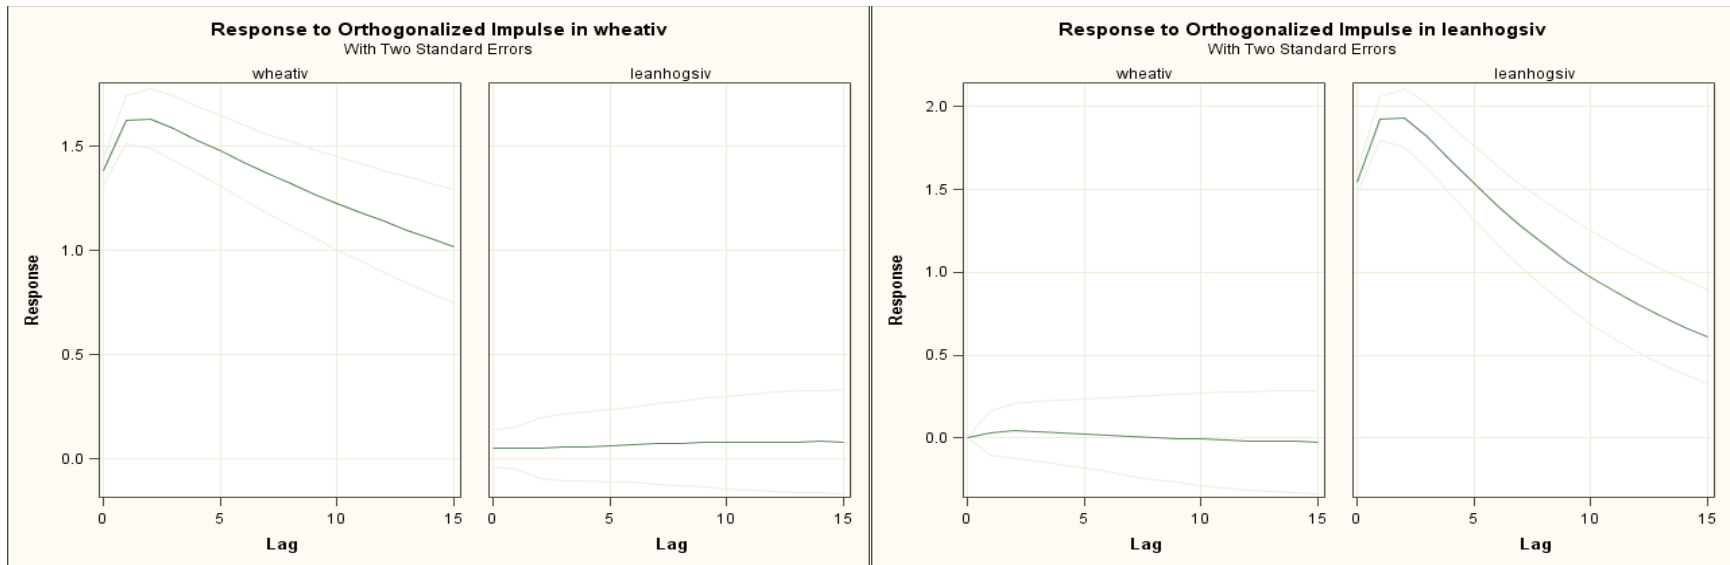 Response to Orthogonalized Impulse in wheativ
With Two Standard Errors
wheativ leanhogsiv
Response
1.5
1.0
0.5
0.0
0 5 10 15 0 5 10 15
Lag Lag
Response to Orthogonalized Impulse in leanhogsiv
With Two Standard Errors
wheativ leanhogsiv
Response
2.0
1.5
1.0
0.5
0.0
0 5 10 15 0 5 10 15
Lag Lag